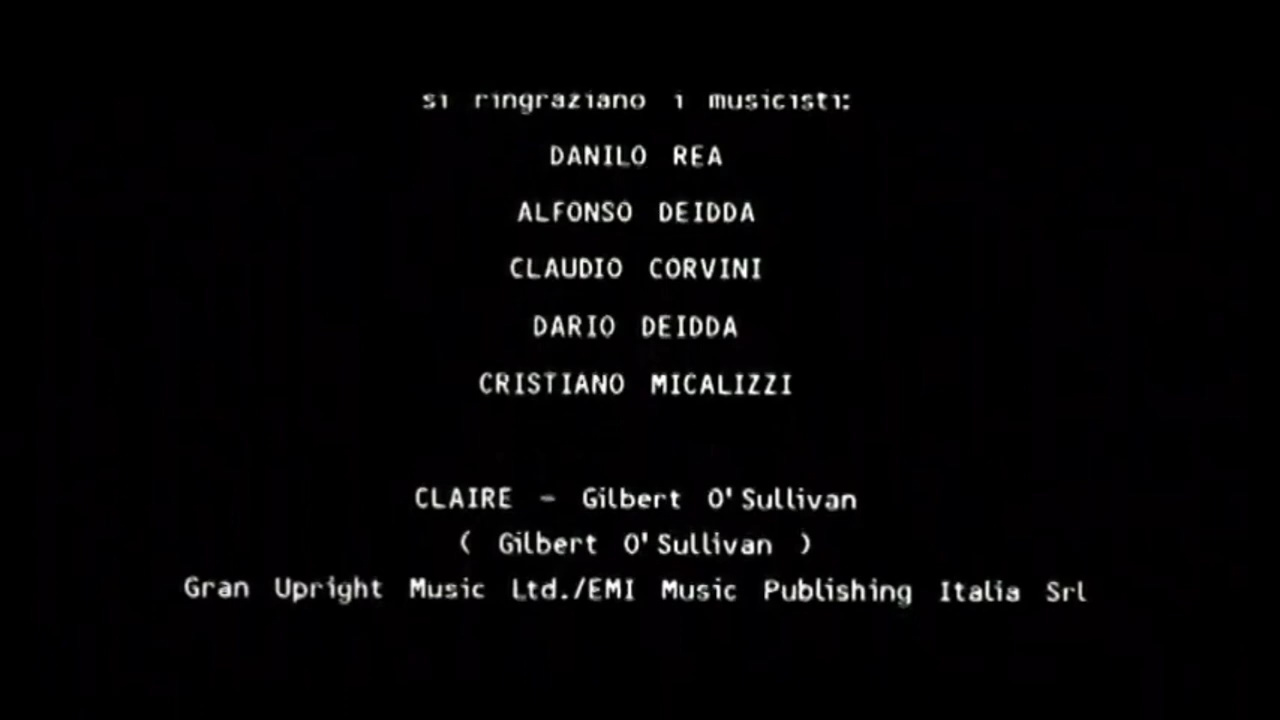 si ringraziano i musicisti:
DANILO REA
ALFONSO DEIDDA
CLAUDIO CORVINI
DARIO DEIDDA
CRISTIANO MICALIZZI
CLAIRE - Gilbert O'Sullivan
( Gilbert O'Sullivan )
Gran Upright Music Ltd./EMI Music Publishing Italia Srl